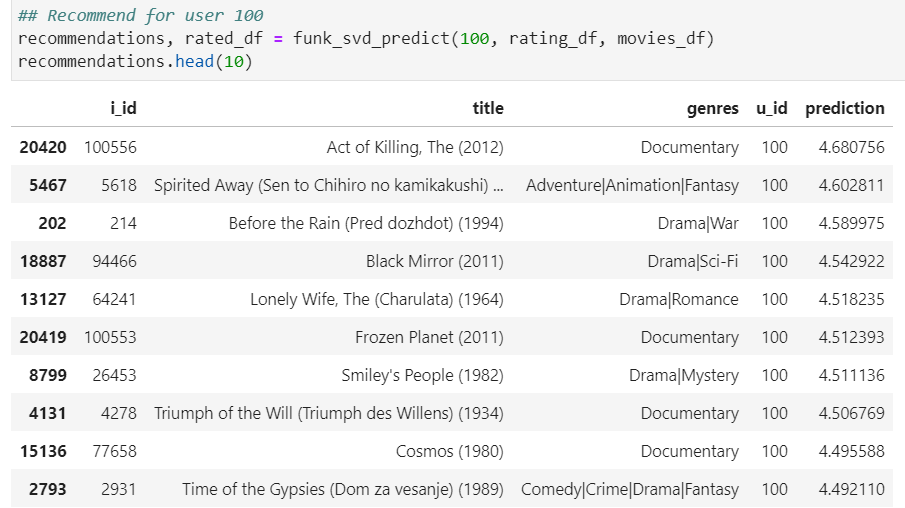 ## Recommend for user 100
recommendations, rated_df = funk_svd_predict(100, rating_df, movies_df)
recommendations.head(10)
i_id title genres u_id prediction
20420 100556 Act of Killing, The (2012) Documentary 100 4.680756
5467 5618 Spirited Away (Sen to Chihiro no kamikakushi) ... Adventure|Animation|Fantasy 100 4.602811
202 214 Before the Rain (Pred dozhdot) (1994) Drama|War 100 4.589975
18887 94466 Black Mirror (2011) Drama|Sci-Fi 100 4.542922
13127 64241 Lonely Wife, The (Charulata) (1964) Drama|Romance 100 4.518235
20419 100553 Frozen Planet (2011) Documentary 100 4.512393
8799 26453 Smiley's People (1982) Drama|Mystery 100 4.511136
4131 4278 Triumph of the Will (Triumph des Willens) (1934) Documentary 100 4.506769
15136 77658 Cosmos (1980) Documentary 100 4.495588
2793 2931 Time of the Gypsies (Dom za vesanje) (1989) Comedy|Crime|Drama|Fantasy 100 4.492110